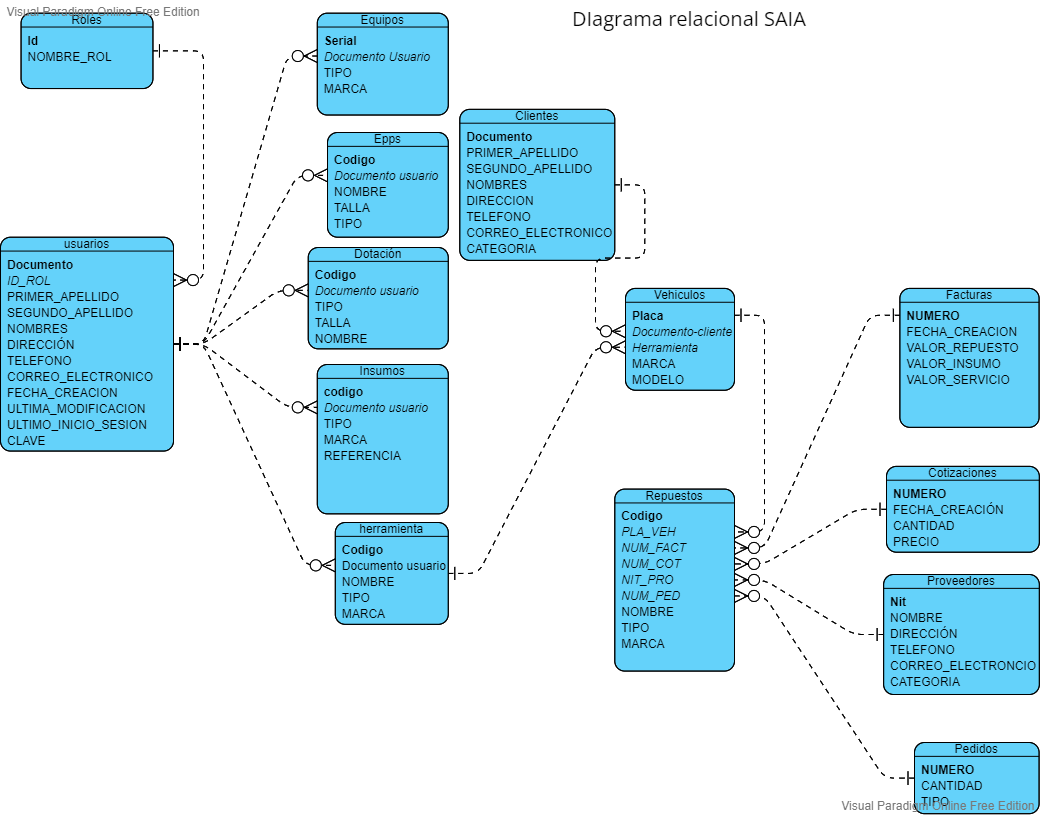 Visual Paradigm Online Free Edition
DIagrama relacional SAIA
Roles
Id
NOMBRE_ROL
Equipos
Serial
Documento Usuario
TIPO
MARCA
Epps
Codigo
Documento usuario
NOMBRE
TALLA
TIPO
Clientes
Documento
PRIMER_APELLIDO
SEGUNDO_APELLIDO
NOMBRES
DIRECCION
TELEFONO
CORREO_ELECTRONICO
CATEGORIA
usuarios
Documento
ID_ROL
PRIMER_APELLIDO
SEGUNDO_APELLIDO
NOMBRES
DIRECCIÓN
TELEFONO
CORREO_ELECTRONICO
FECHA_CREACION
ULTIMA_MODIFICACION
ULTIMO_INICIO_SESION
CLAVE
Dotación
Codigo
Documento usuario
TIPO
TALLA
NOMBRE
Insumos
codigo
Documento usuario
TIPO
MARCA
REFERENCIA
herramienta
Codigo
Documento usuario
NOMBRE
TIPO
MARCA
Vehiculos
Placa
Documento-cliente
Herramienta
MARCA
MODELO
Facturas
NUMERO
FECHA_CREACION
VALOR_REPUESTO
VALOR_INSUMO
VALOR_SERVICIO
Repuestos
Codigo
PLA_VEH
NUM_FACT
NUM_COT
NIT_PRO
NUM_PED
NOMBRE
TIPO
MARCA
Cotizaciones
NUMERO
FECHA_CREACIÓN
CANTIDAD
PRECIO
Proveedores
Nit
NOMBRE
DIRECCIÓN
TELEFONO
CORREO_ELECTRONCIO
CATEGORIA
Pedidos
NUMERO
CANTIDAD
TIPO
Visual Paradigm Online Free Edition